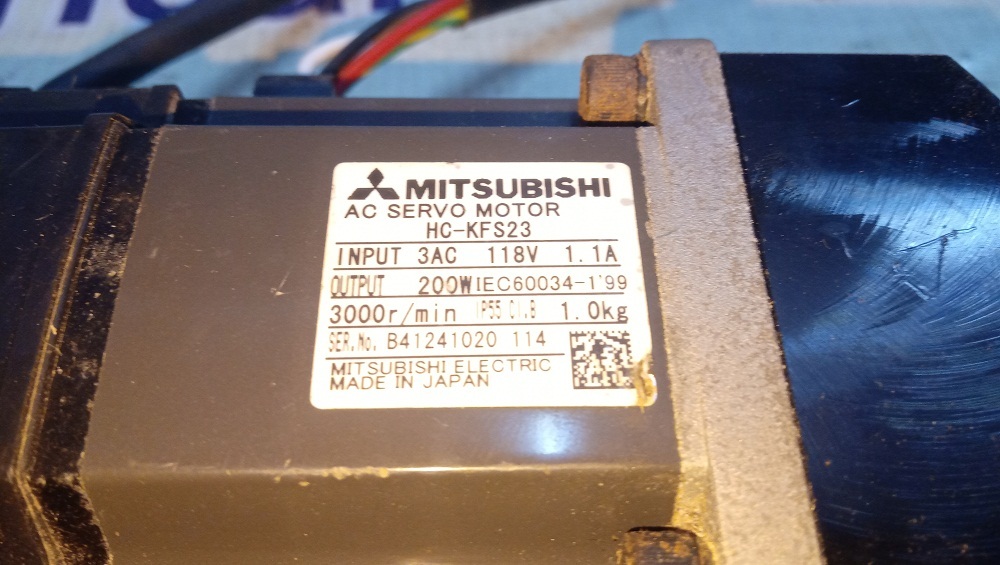 MITSUBISHI
AC SERVO MOTOR
HC-KFS23
INPUT 3AC 118V 1.1A
OUTPUT 200W IEC60034-1'99
3000r/min IP55 Cl,B 1.0kg
SER.No. B41241020 114
MITSUBISHI ELECTRIC
MADE IN JAPAN